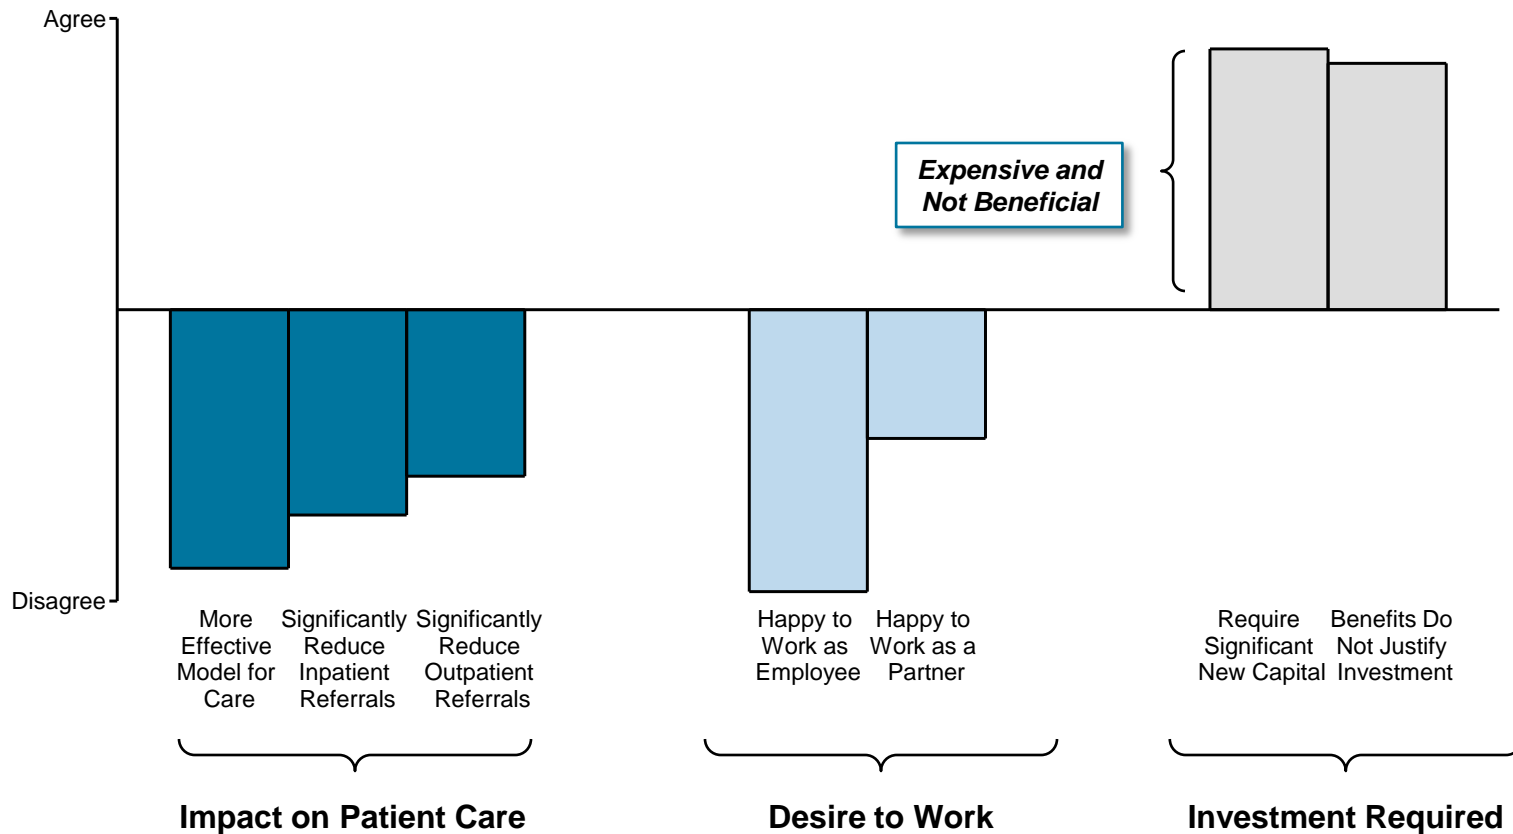 Agree
Expensive and
Not Beneficial
Disagree
More
Effective
Model for
Care
Significantly
Reduce
Inpatient
Referrals
Significantly
Reduce
Outpatient
Referrals
Happy to
Work as
Employee
Happy to
Work as a
Partner
Require
Significant
New Capital
Benefits Do
Not Justify
Investment
Impact on Patient Care
Desire to Work
Investment Required